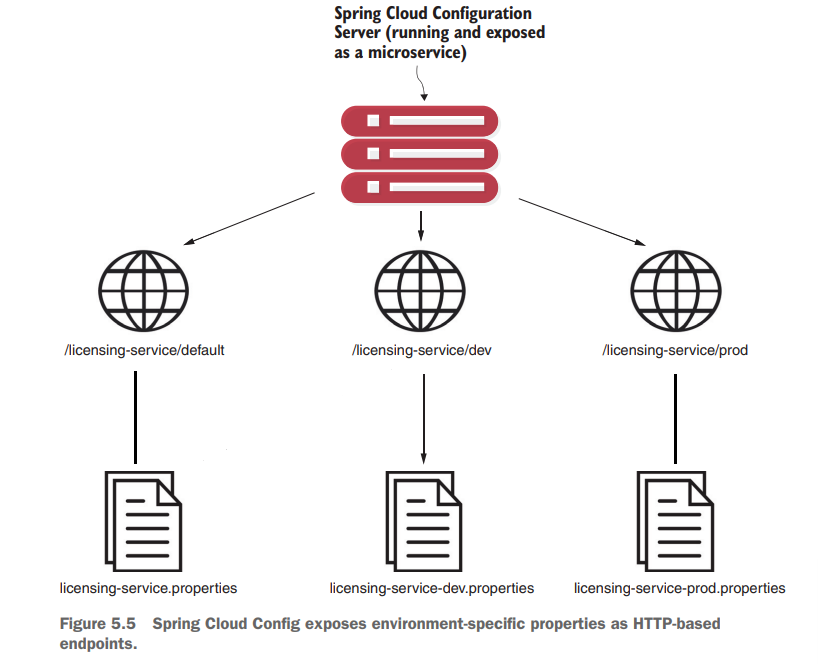 Spring Cloud Configuration
Server (running and exposed
as a microservice)
/licensing-service/default
/licensing-service/dev
/licensing-service/prod
licensing-service.properties
licensing-service-dev.properties
licensing-service-prod.properties
Figure 5.5 Spring Cloud Config exposes environment-specific properties as HTTP-based
endpoints.